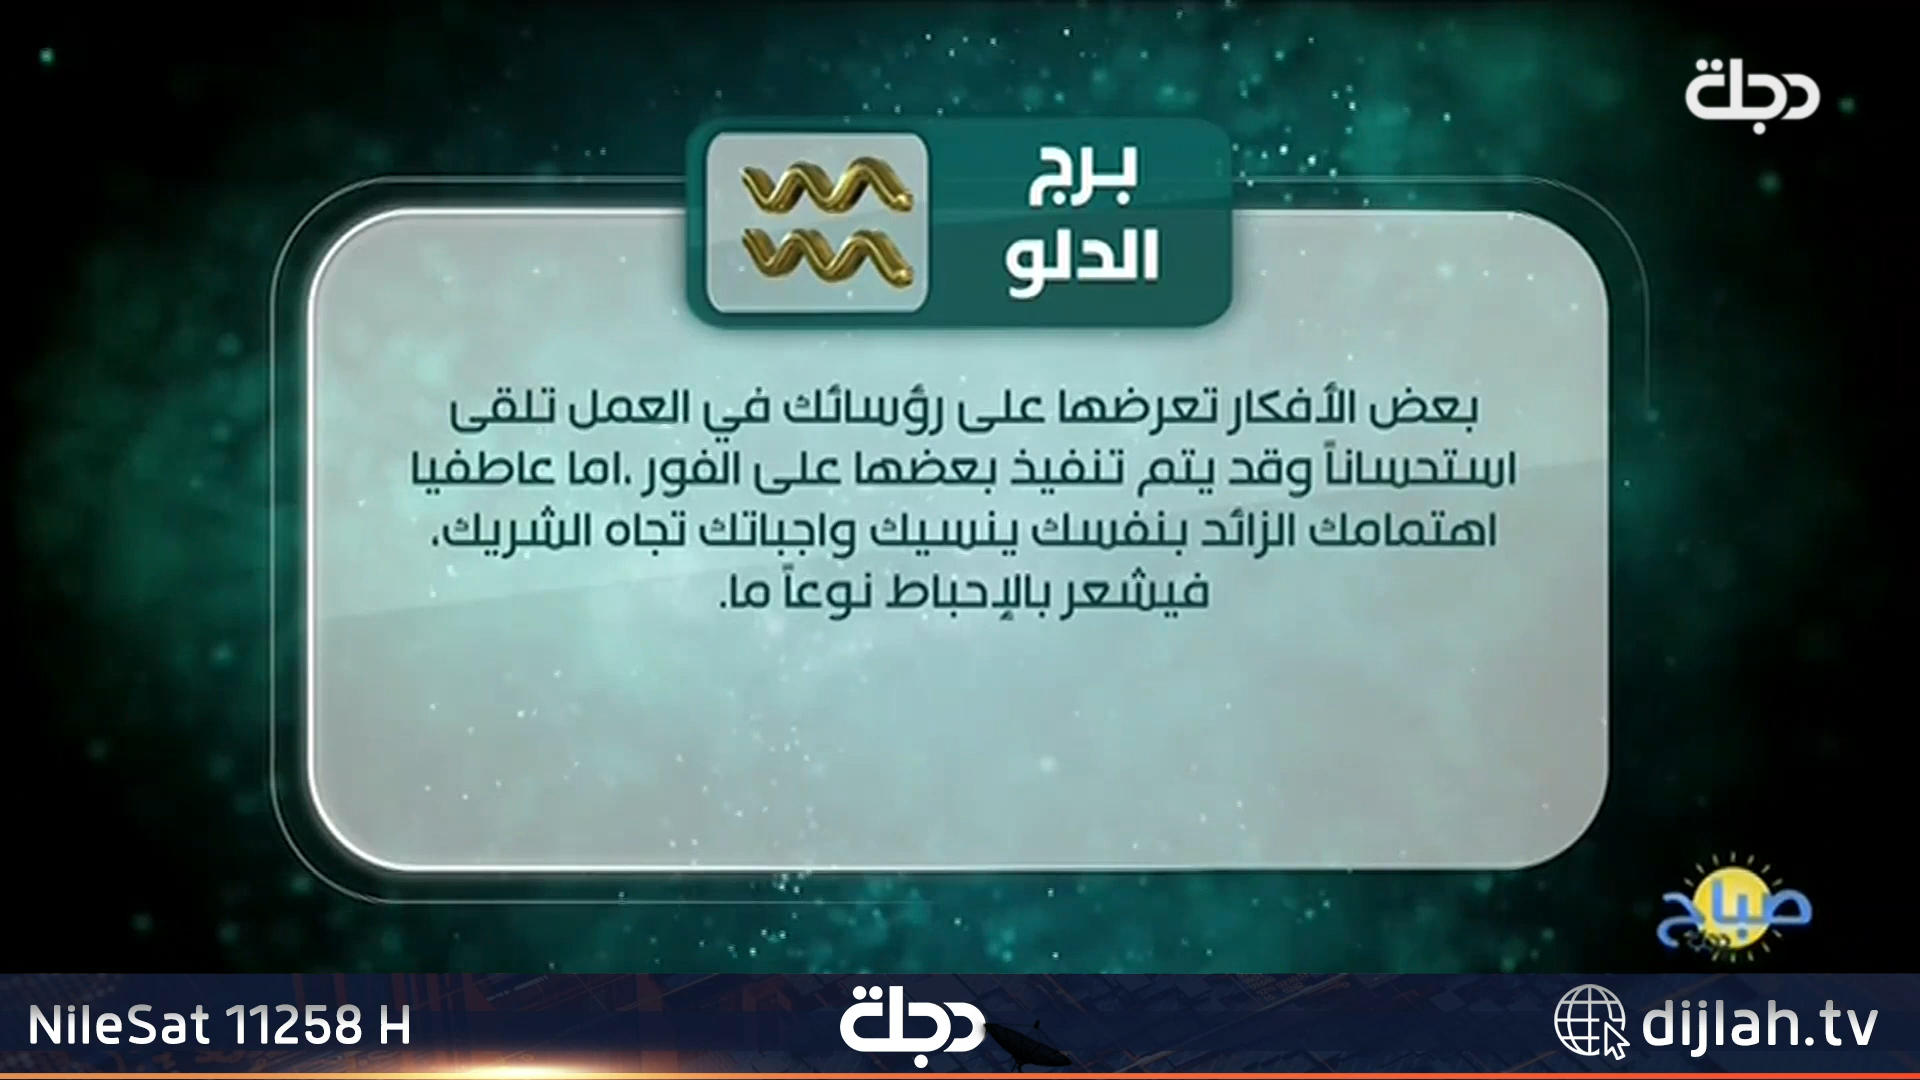 دجلة
برج
الدلو
بعض الأفكار تعرضها على رؤسائك في العمل تلقى
استحساناً وقد يتم تنفيذ بعضها على الفور ،اما عاطفيا
اهتمامك الزائد بنفسك ينسيك واجباتك تجاه الشريك،
فيشعر بالإحباط نوعاً ما.
صباح
دجلة
NileSat 11258 H
دجلة
dijlah.tv